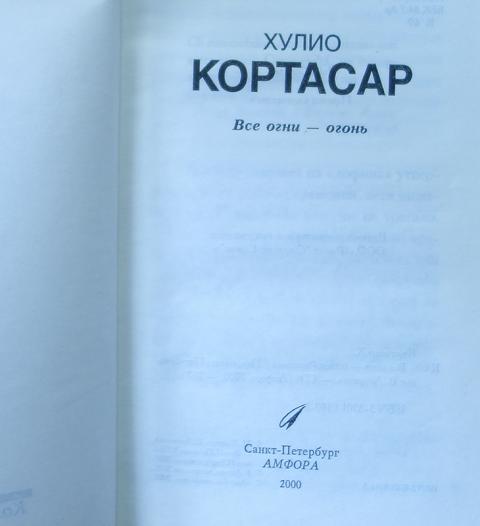 ХУЛИО
КОРТАСАР
Все огни — огонь
Санкт-Петербург
АМФОРА
2000